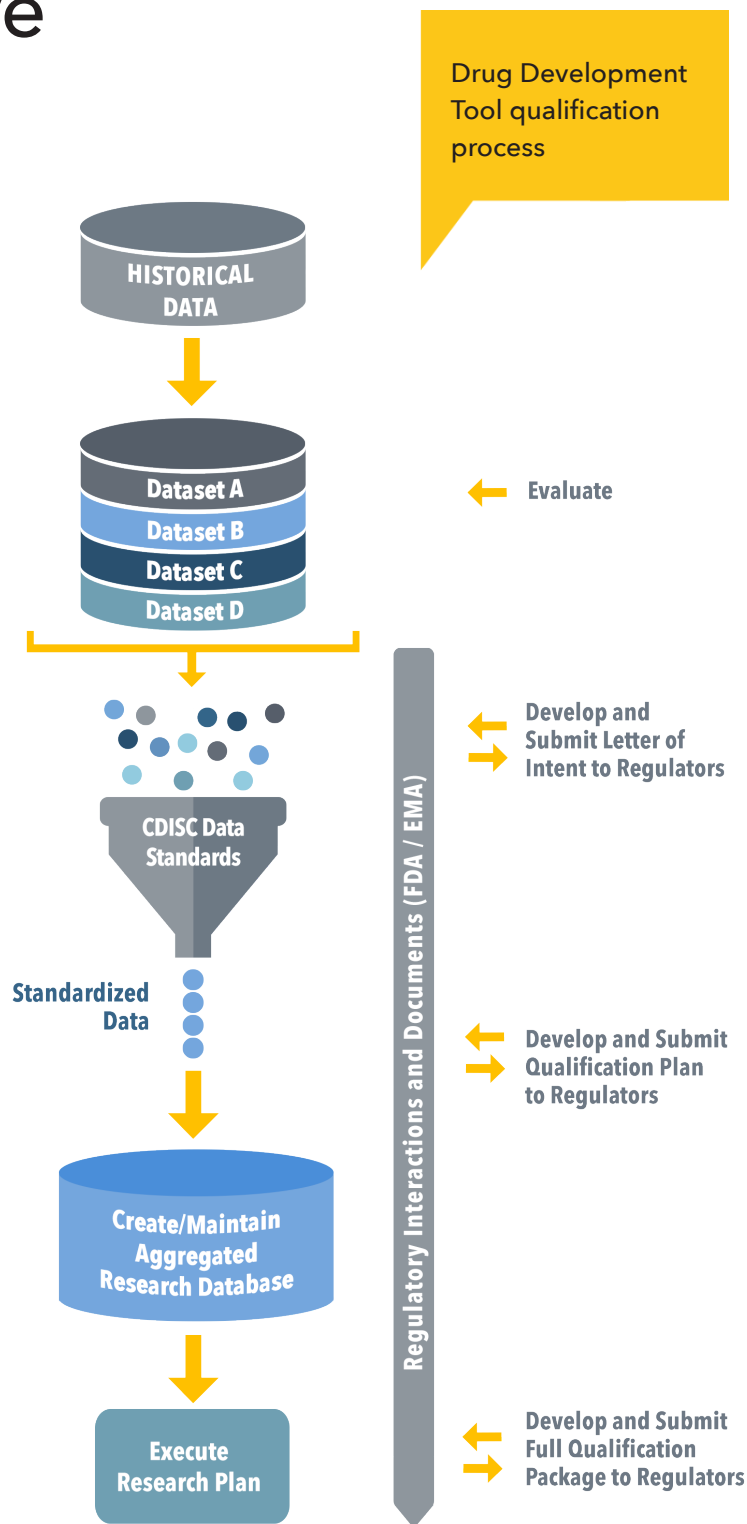 Drug Development
Tool qualification
process
HISTORICAL
DATA
Dataset A
Dataset B
Dataset C
Dataset D
Evaluate
Develop and
Submit Letter of
Intent to Regulators
CDISC Data
Standards
Standardized
Data
Regulatory Interactions and Documents (FDA / EMA)
Develop and Submit
Qualification Plan
to Regulators
Create/Maintain
Aggregated
Research Database
Execute
Research Plan
Develop and Submit
Full Qualification
Package to Regulators